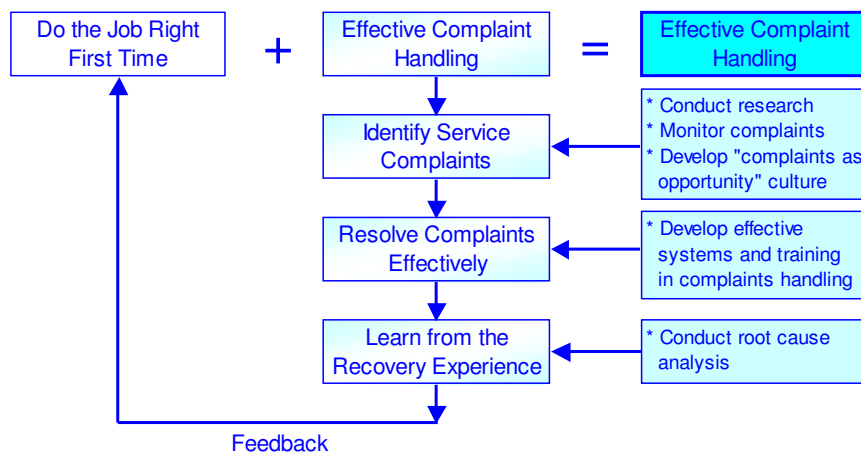 Do the Job Right
First Time
+
Effective Complaint
Handling
=
Effective Complaint
Handling
Identify Service
Complaints
* Conduct research
* Monitor complaints
* Develop "complaints as
opportunity" culture
Resolve Complaints
Effectively
* Develop effective
systems and training
in complaints handling
Learn from the
Recovery Experience
* Conduct root cause
analysis
Feedback